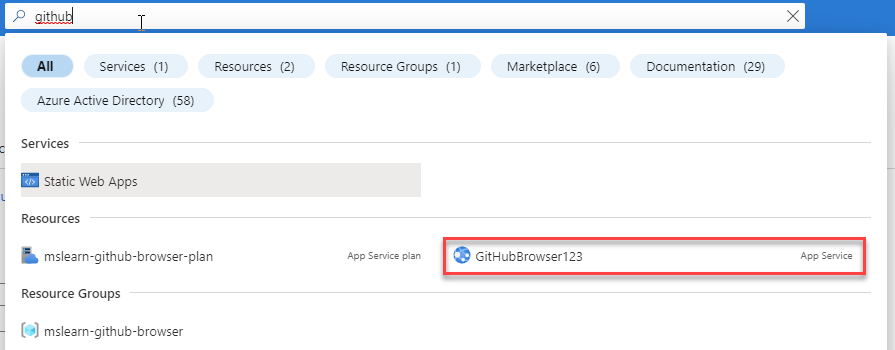 github
All Services (1) Resources (2) Resource Groups (1) Marketplace (6) Documentation (29)
Azure Active Directory (58)
Services
Static Web Apps
Resources
mslearn-github-browser-plan App Service plan GitHubBrowser123 App Service
Resource Groups
mslearn-github-browser